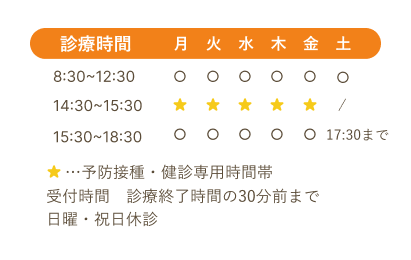 診療時間 月 火 水 木 金 土
8:30~12:30 ○ ○ ○ ○ ○ ○
14:30~15:30 ★ ★ ★ ★ ★ /
15:30~18:30 ○ ○ ○ ○ ○ 17:30まで
★…予防接種・健診専用時間帯
受付時間　診療終了時間の30分前まで
日曜・祝日休診